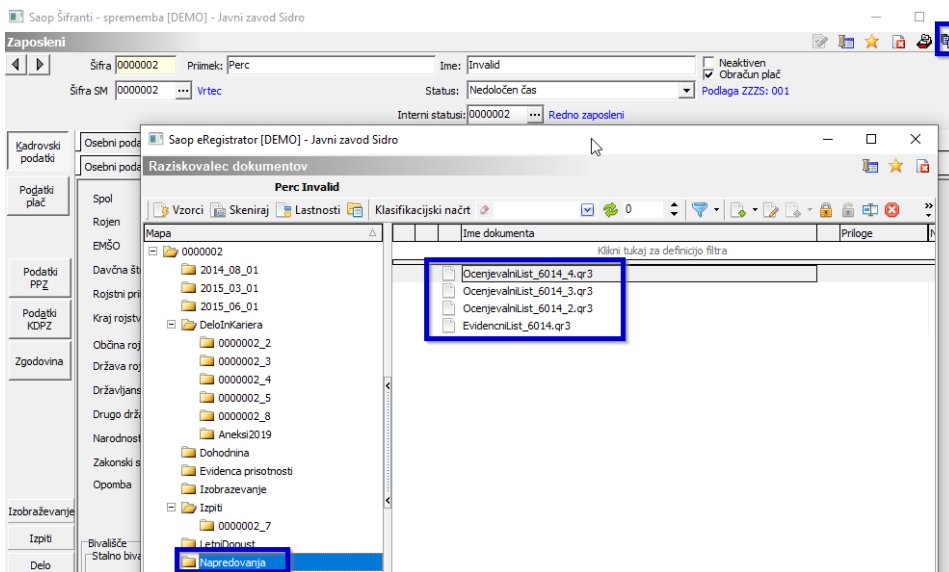 Saop Šifranti - sprememba [DEMO] - Javni zavod Sidro
Zaposleni
Šifra 0000002 Priimek: Perc Ime: Invalid Neaktiven
Obračun plač
Šifra SM 0000002 ... Vrtec Status: Nedoločen čas Podlaga ZZZS: 001
Interni statusi: 0000002 ... Redno zaposleni
Kadrovski podatki
Osebni poda
Osebni poda
Podatki plač
Podatki PPZ
Podatki KDPZ
Zgodovina
Izobraževanje
Izpiti
Delo
Spol
Rojen
EMŠO
Davčna šte
Rojstni pri
Kraj rojstv
Občina roj
Država roj
Državljans
Drugo drža
Narodnost
Zakonski s
Opomba
Bivališče
Stalno biva
Saop eRegistrator [DEMO] - Javni zavod Sidro
Raziskovalec dokumentov
Perc Invalid
Vzorci Skeniraj Lastnosti Klasifikacijski načrt 0
Mapa
0000002
2014_08_01
2015_03_01
2015_06_01
DeloInKariera
0000002_2
0000002_3
0000002_4
0000002_5
0000002_8
Aneksi2019
Dohodnina
Evidenca prisotnosti
Izobrazevanje
Izpiti
0000002_7
LetniDopust
Napredovanja
Ime dokumenta Priloge N
Klikni tukaj za definicijo filtra
OcenjevalniList_6014_4.qr3
OcenjevalniList_6014_3.qr3
OcenjevalniList_6014_2.qr3
EvidencniList_6014.qr3